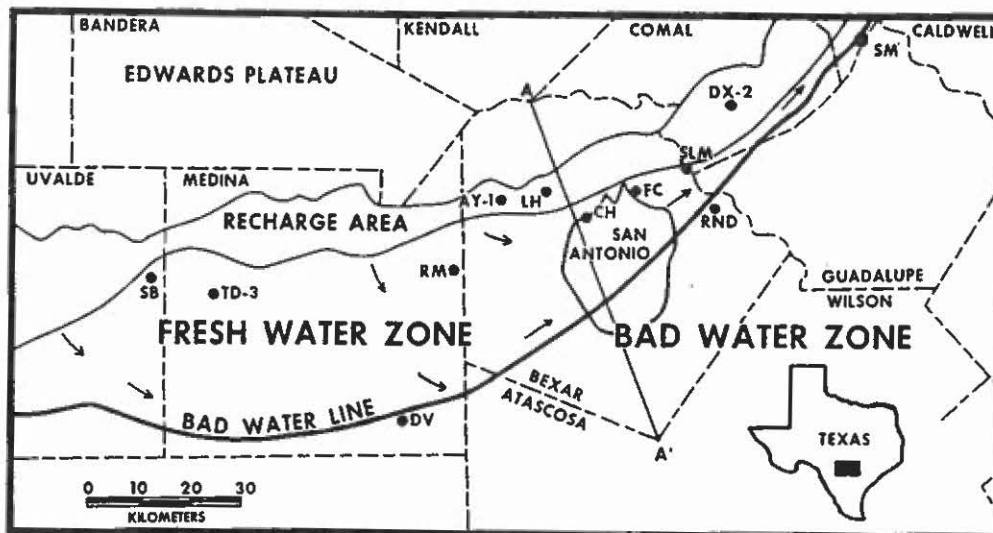 BANDERA
KENDALL
COMAL
CALDWELL
EDWARDS PLATEAU
SM
A
DX-2
UVALDE
MEDINA
SLM
RECHARGE AREA
AY-1
LH
FC
CH
RND
SAN
ANTONIO
SB
TD-3
RM
GUADALUPE
WILSON
FRESH WATER ZONE
BAD WATER ZONE
BEXAR
ATASCOSA
BAD WATER LINE
DV
A'
TEXAS
0 10 20 30
KILOMETERS